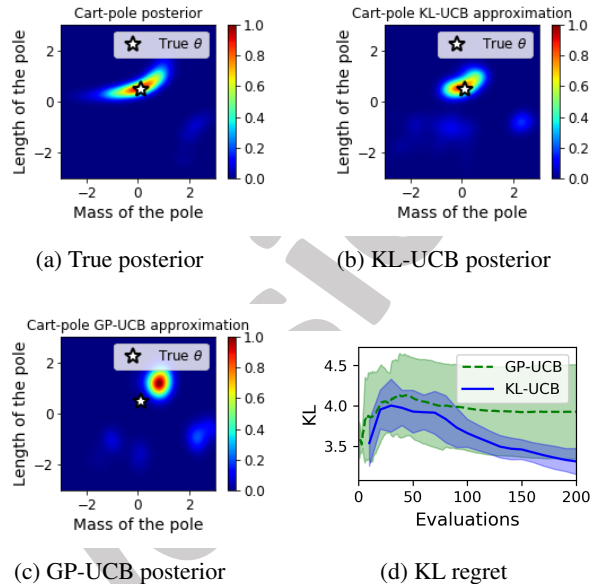 Cart-pole posterior
True θ
Length of the pole
2
0
−2
−2 0 2
Mass of the pole
1.0
0.8
0.6
0.4
0.2
0.0
(a) True posterior
Cart-pole KL-UCB approximation
True θ
Length of the pole
2
0
−2
−2 0 2
Mass of the pole
1.0
0.8
0.6
0.4
0.2
0.0
(b) KL-UCB posterior
Cart-pole GP-UCB approximation
True θ
Length of the pole
2
0
−2
−2 0 2
Mass of the pole
1.0
0.8
0.6
0.4
0.2
0.0
(c) GP-UCB posterior
GP-UCB
KL-UCB
KL
4.5
4.0
3.5
0 50 100 150 200
Evaluations
(d) KL regret